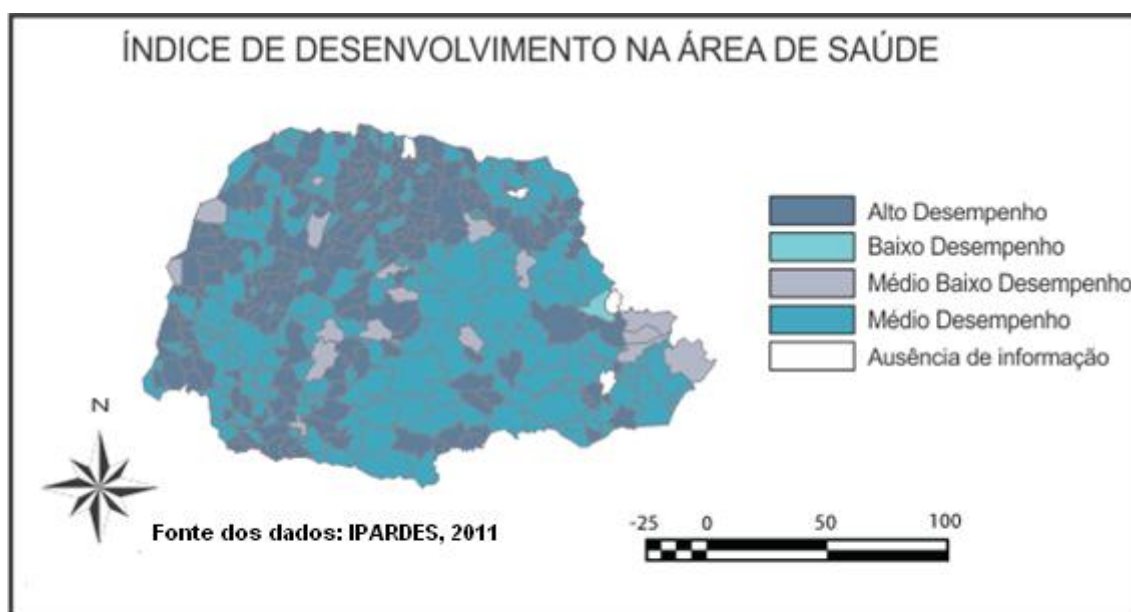 ÍNDICE DE DESENVOLVIMENTO NA ÁREA DE SAÚDE
Alto Desempenho
Baixo Desempenho
Médio Baixo Desempenho
Médio Desempenho
Ausência de informação
N
Fonte dos dados: IPARDES, 2011
-25 0 50 100